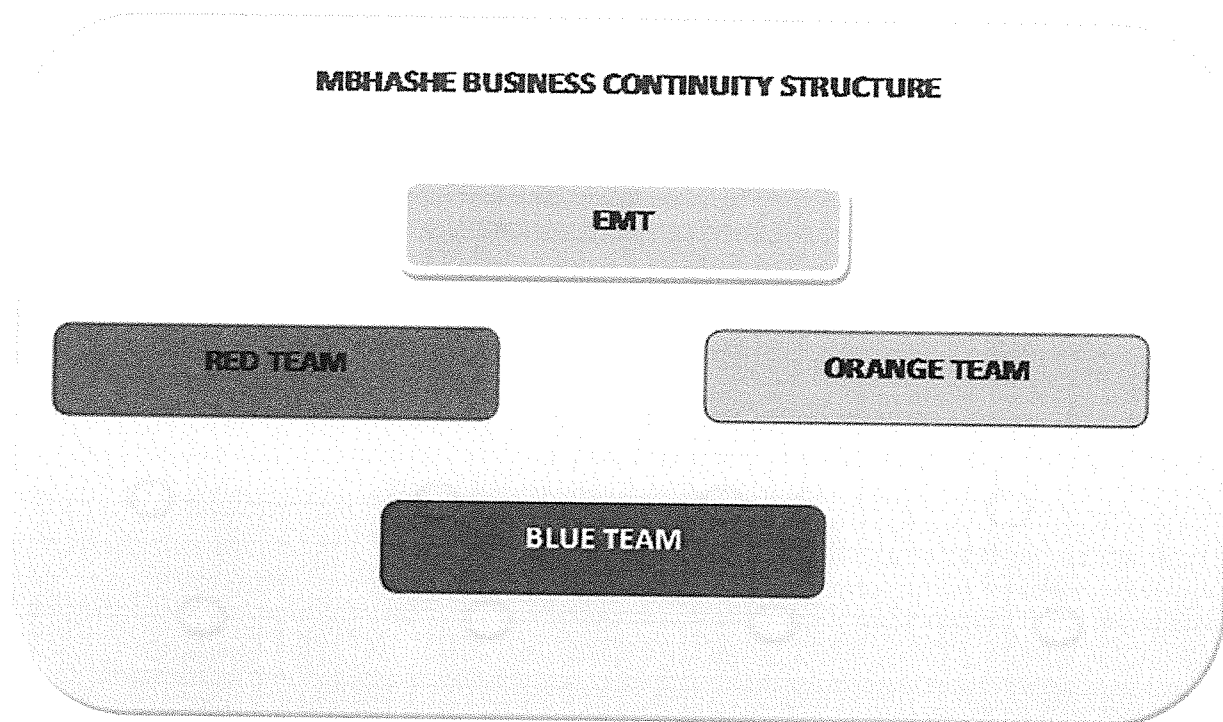 MBHASHE BUSINESS CONTINUITY STRUCTURE
EMT
RED TEAM
ORANGE TEAM
BLUE TEAM